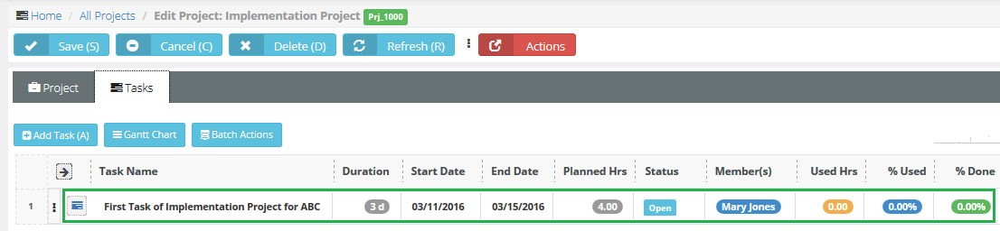 Home / All Projects / Edit Project: Implementation Project Prj_1000
Save (S) Cancel (C) Delete (D) Refresh (R) Actions
Project Tasks
Add Task (A) Gantt Chart Batch Actions
Task Name Duration Start Date End Date Planned Hrs Status Member(s) Used Hrs % Used % Done
1 First Task of Implementation Project for ABC 3 d 03/11/2016 03/15/2016 4.00 Open Mary Jones 0.00 0.00% 0.00%